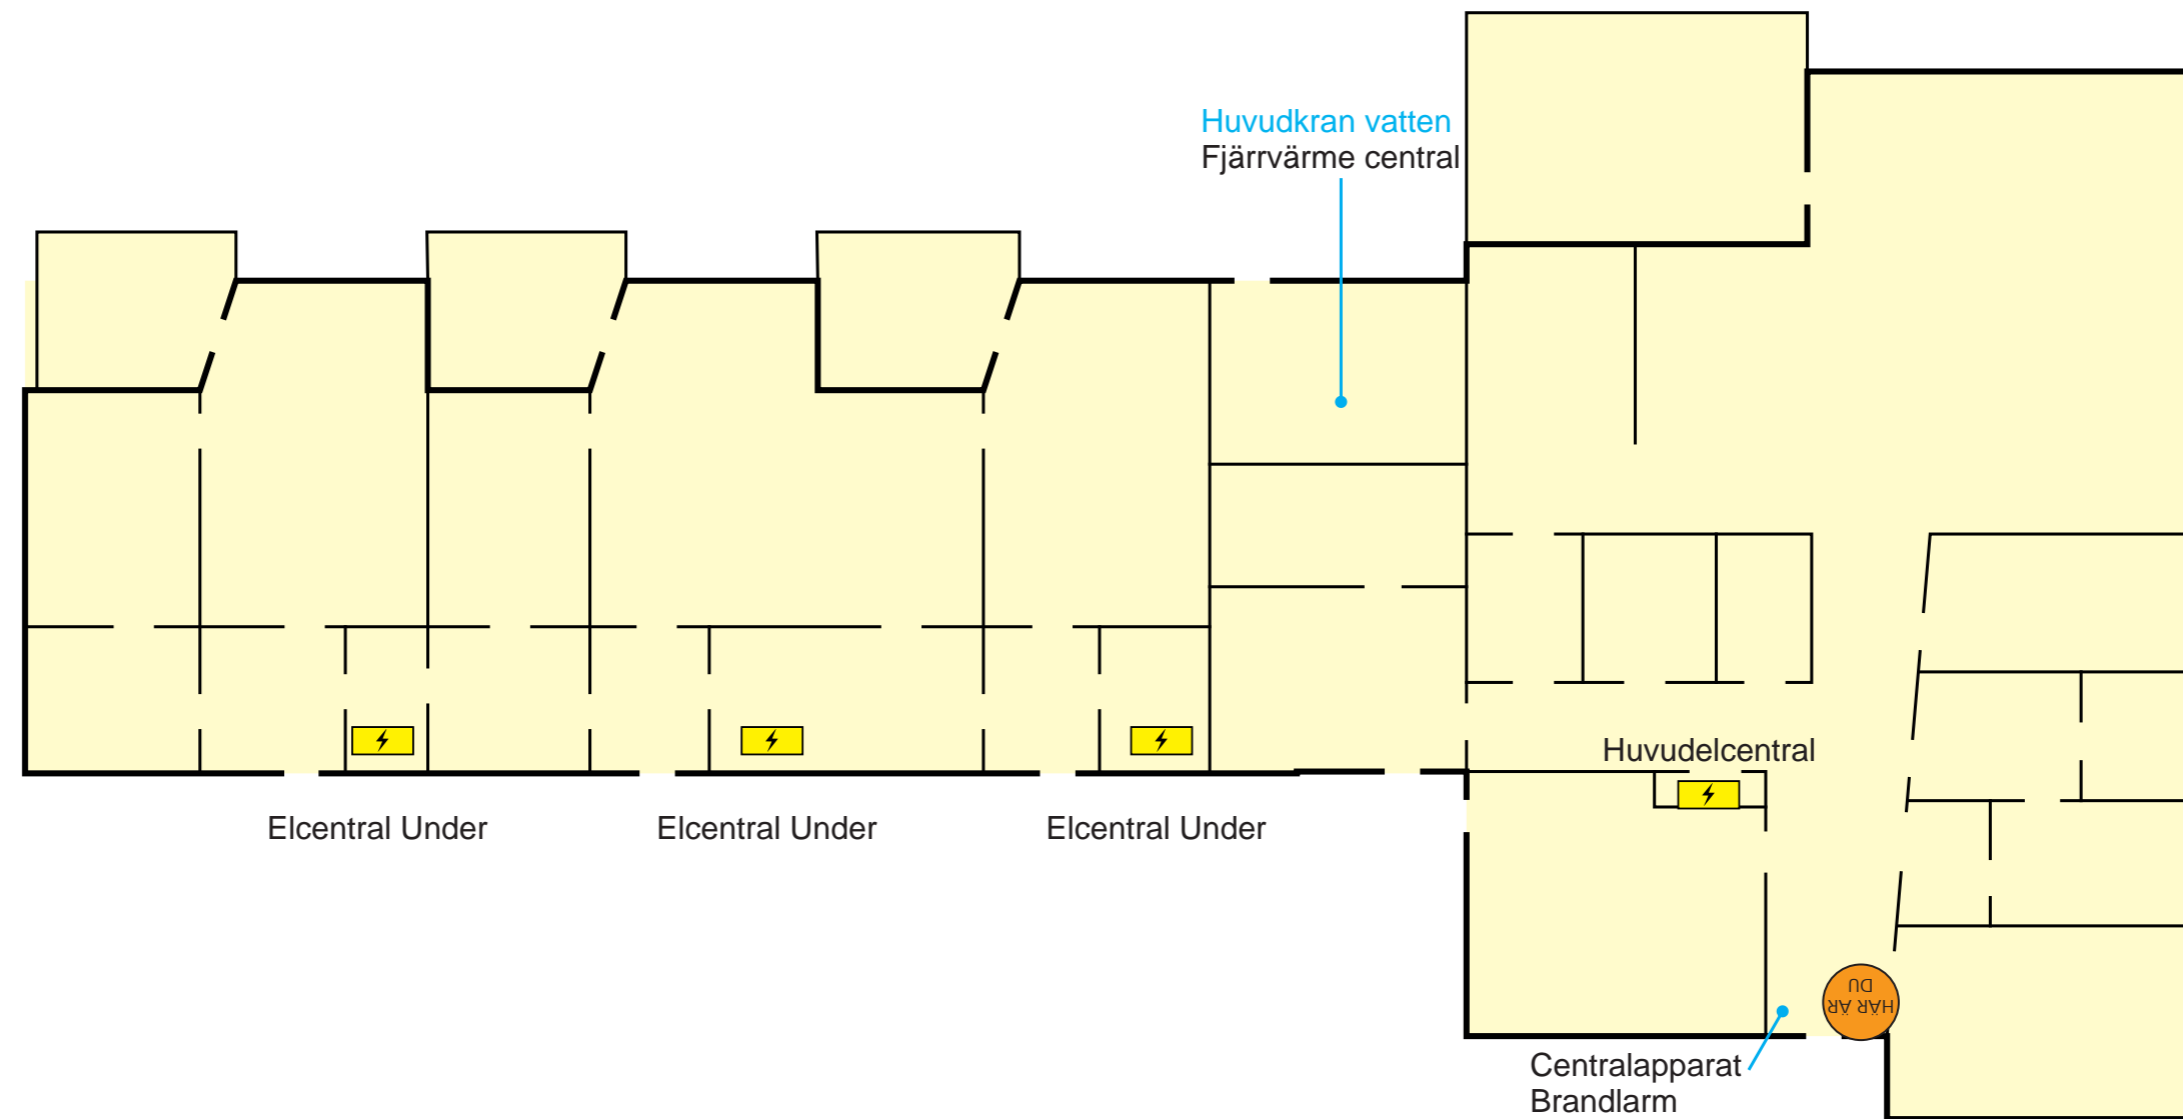 Huvudkran vatten
Fjärrvärme central
Huvudelcentral
Elcentral Under
Elcentral Under
Elcentral Under
HÄR ÄR
DU
Centralapparat
Brandlarm